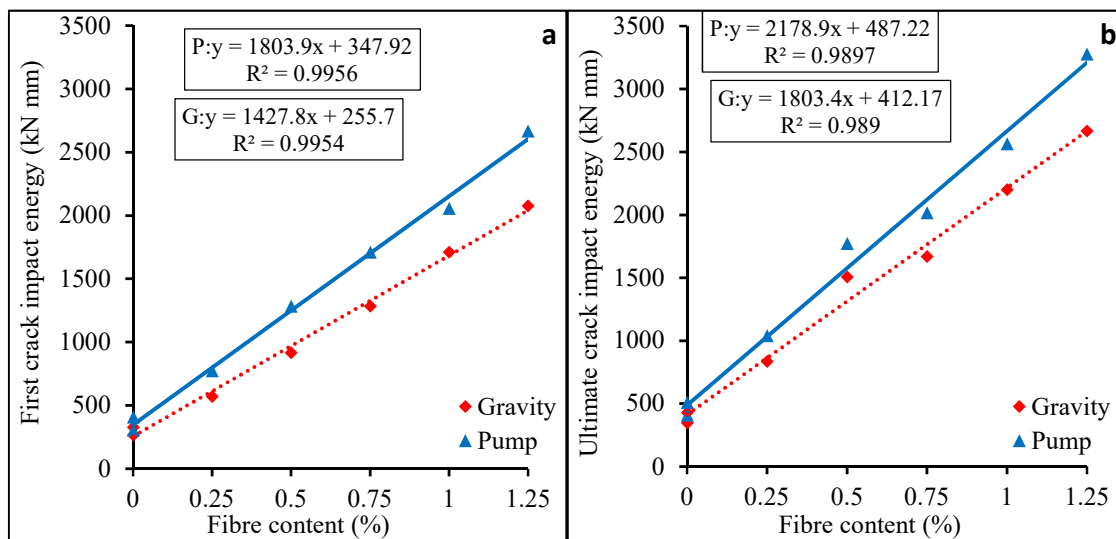 a
P:y = 1803.9x + 347.92
R² = 0.9956
G:y = 1427.8x + 255.7
R² = 0.9954
First crack impact energy (kN mm)
3500
3000
2500
2000
1500
1000
500
0
Gravity
Pump
0 0.25 0.5 0.75 1 1.25
Fibre content (%)
b
P:y = 2178.9x + 487.22
R² = 0.9897
G:y = 1803.4x + 412.17
R² = 0.989
Ultimate crack impact energy (kN mm)
3500
3000
2500
2000
1500
1000
500
0
Gravity
Pump
0 0.25 0.5 0.75 1 1.25
Fibre content (%)